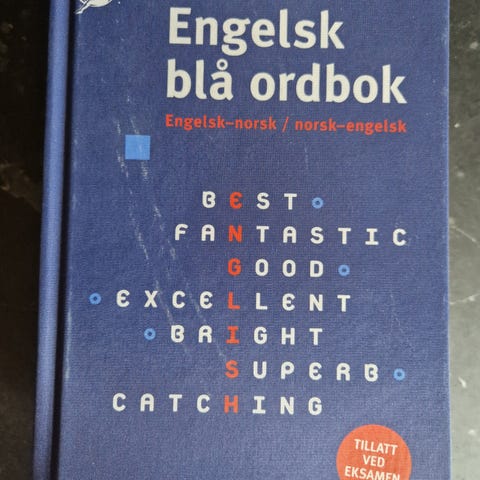 Engelsk
blå ordbok
Engelsk–norsk / norsk–engelsk
BEST
FANTASTIC
GOOD
EXCELLENT
BRIGHT
SUPERB
CATCHING
TILLATT
VED
EKSAMEN